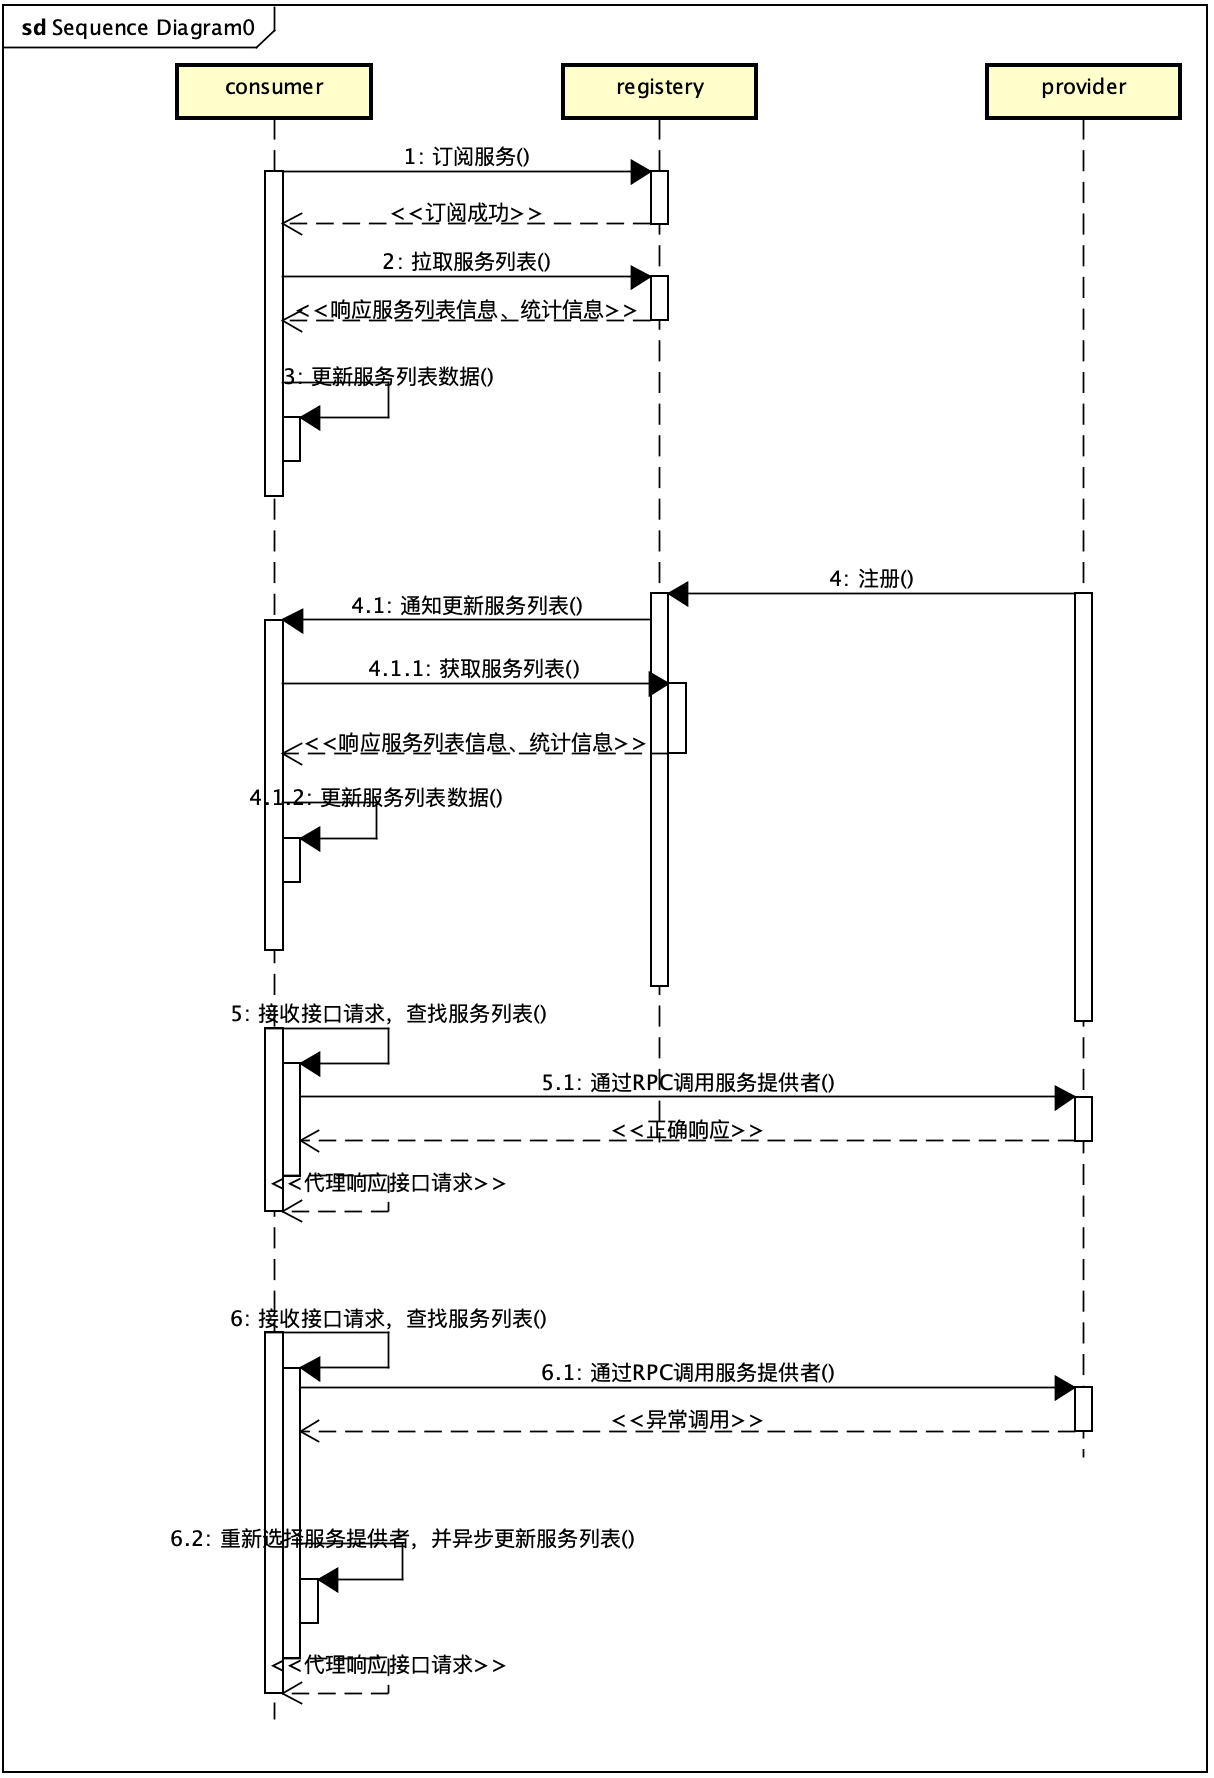 sd Sequence Diagram0
consumer
registery
provider
1: 订阅服务()
<<订阅成功>>
2: 拉取服务列表()
<<响应服务列表信息、统计信息>>
3: 更新服务列表数据()
4: 注册()
4.1: 通知更新服务列表()
4.1.1: 获取服务列表()
<<响应服务列表信息、统计信息>>
4.1.2: 更新服务列表数据()
5: 接收接口请求，查找服务列表()
5.1: 通过RPC调用服务提供者()
<<正确响应>>
<<代理响应接口请求>>
6: 接收接口请求，查找服务列表()
6.1: 通过RPC调用服务提供者()
<<异常调用>>
6.2: 重新选择服务提供者，并异步更新服务列表()
<<代理响应接口请求>>